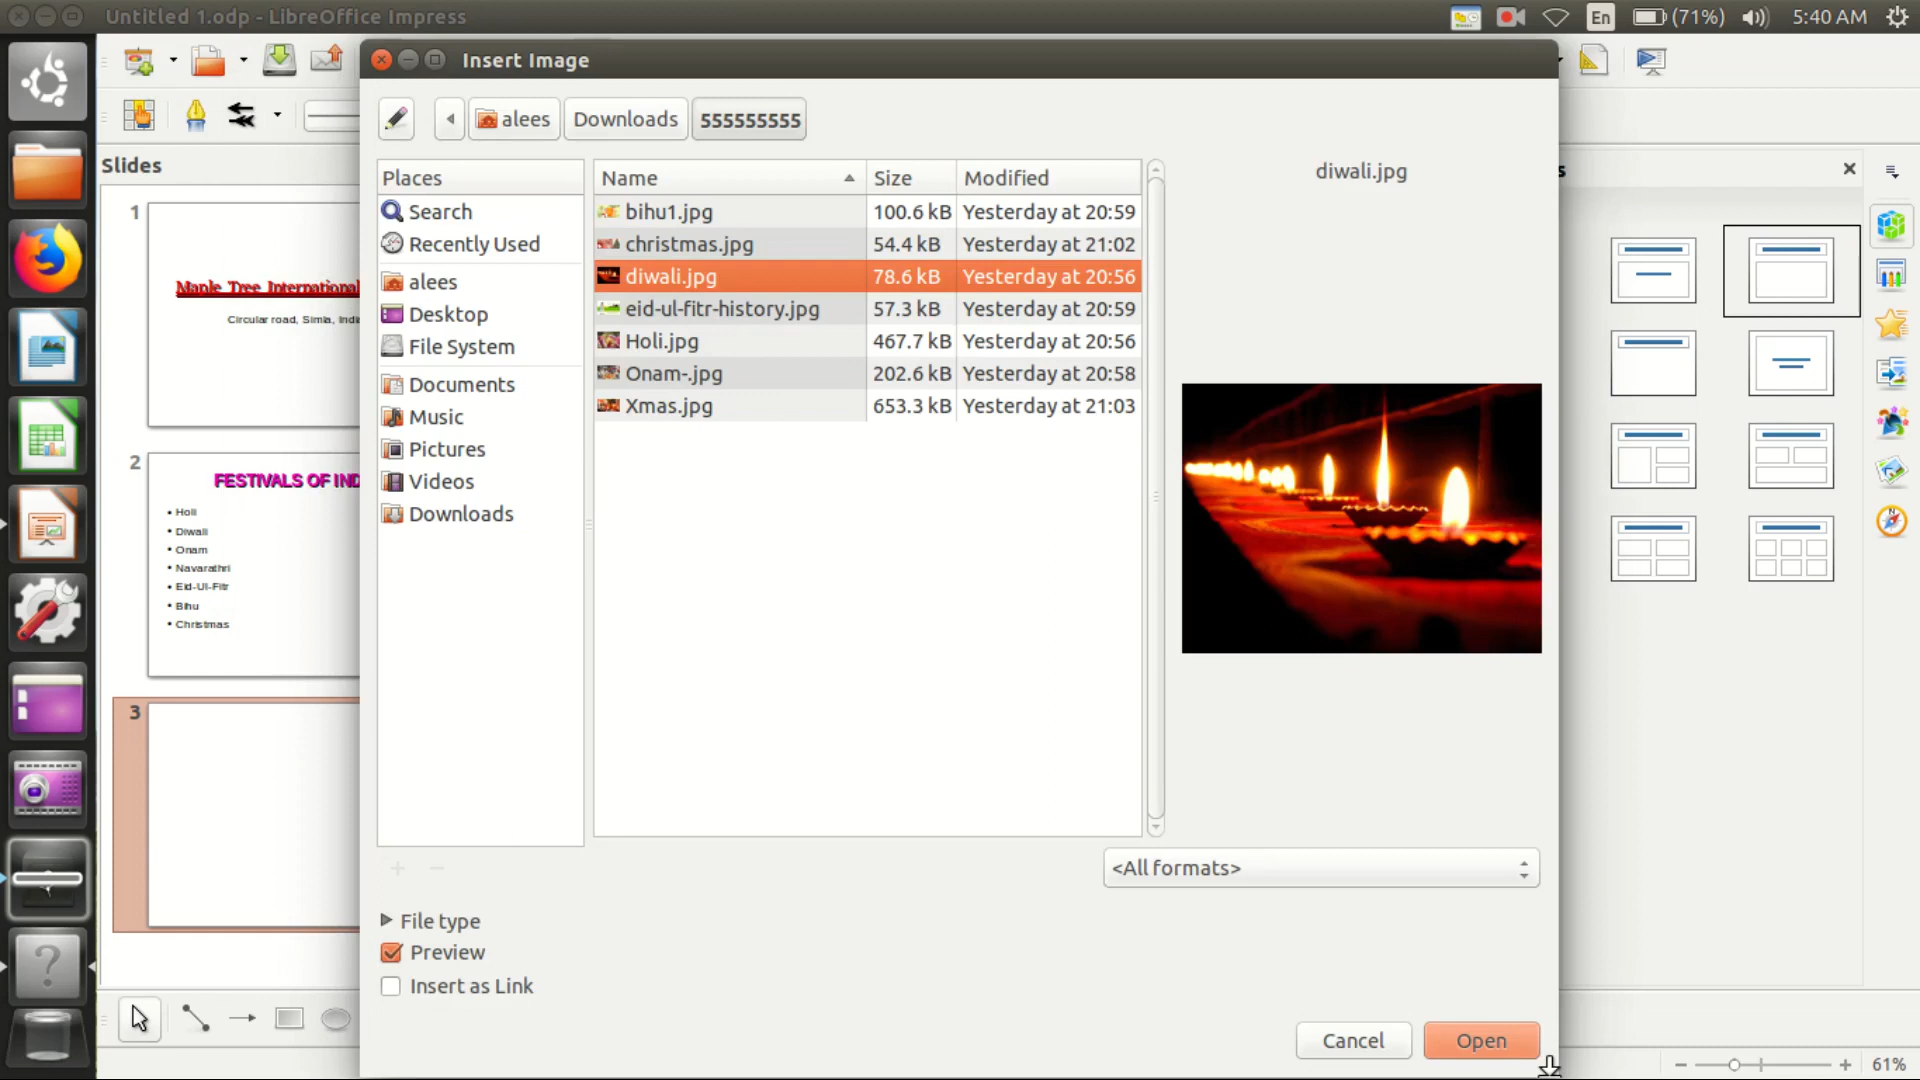 Untitled 1.odp - LibreOffice Impress
En
(71%)
5:40 AM
Insert Image
alees
Downloads
555555555
Slides
1
Maple Tree International
Circular road, Simla,
2
FESTIVALS OF
• Holi
• Diwali
• Onam
• Navarathri
• Eid-Ul-Fitr
• Bihu
• Christmas
3
Places
Search
Recently Used
alees
Desktop
File System
Documents
Music
Pictures
Videos
Downloads
Name Size Modified
bihu1.jpg 100.6 kB Yesterday at 20:59
christmas.jpg 54.4 kB Yesterday at 21:02
diwali.jpg 78.6 kB Yesterday at 20:56
eid-ul-fitr-history.jpg 57.3 kB Yesterday at 20:59
Holi.jpg 467.7 kB Yesterday at 20:56
Onam-.jpg 202.6 kB Yesterday at 20:58
Xmas.jpg 653.3 kB Yesterday at 21:03
diwali.jpg
<All formats>
File type
Preview
Insert as Link
Cancel
Open
61%